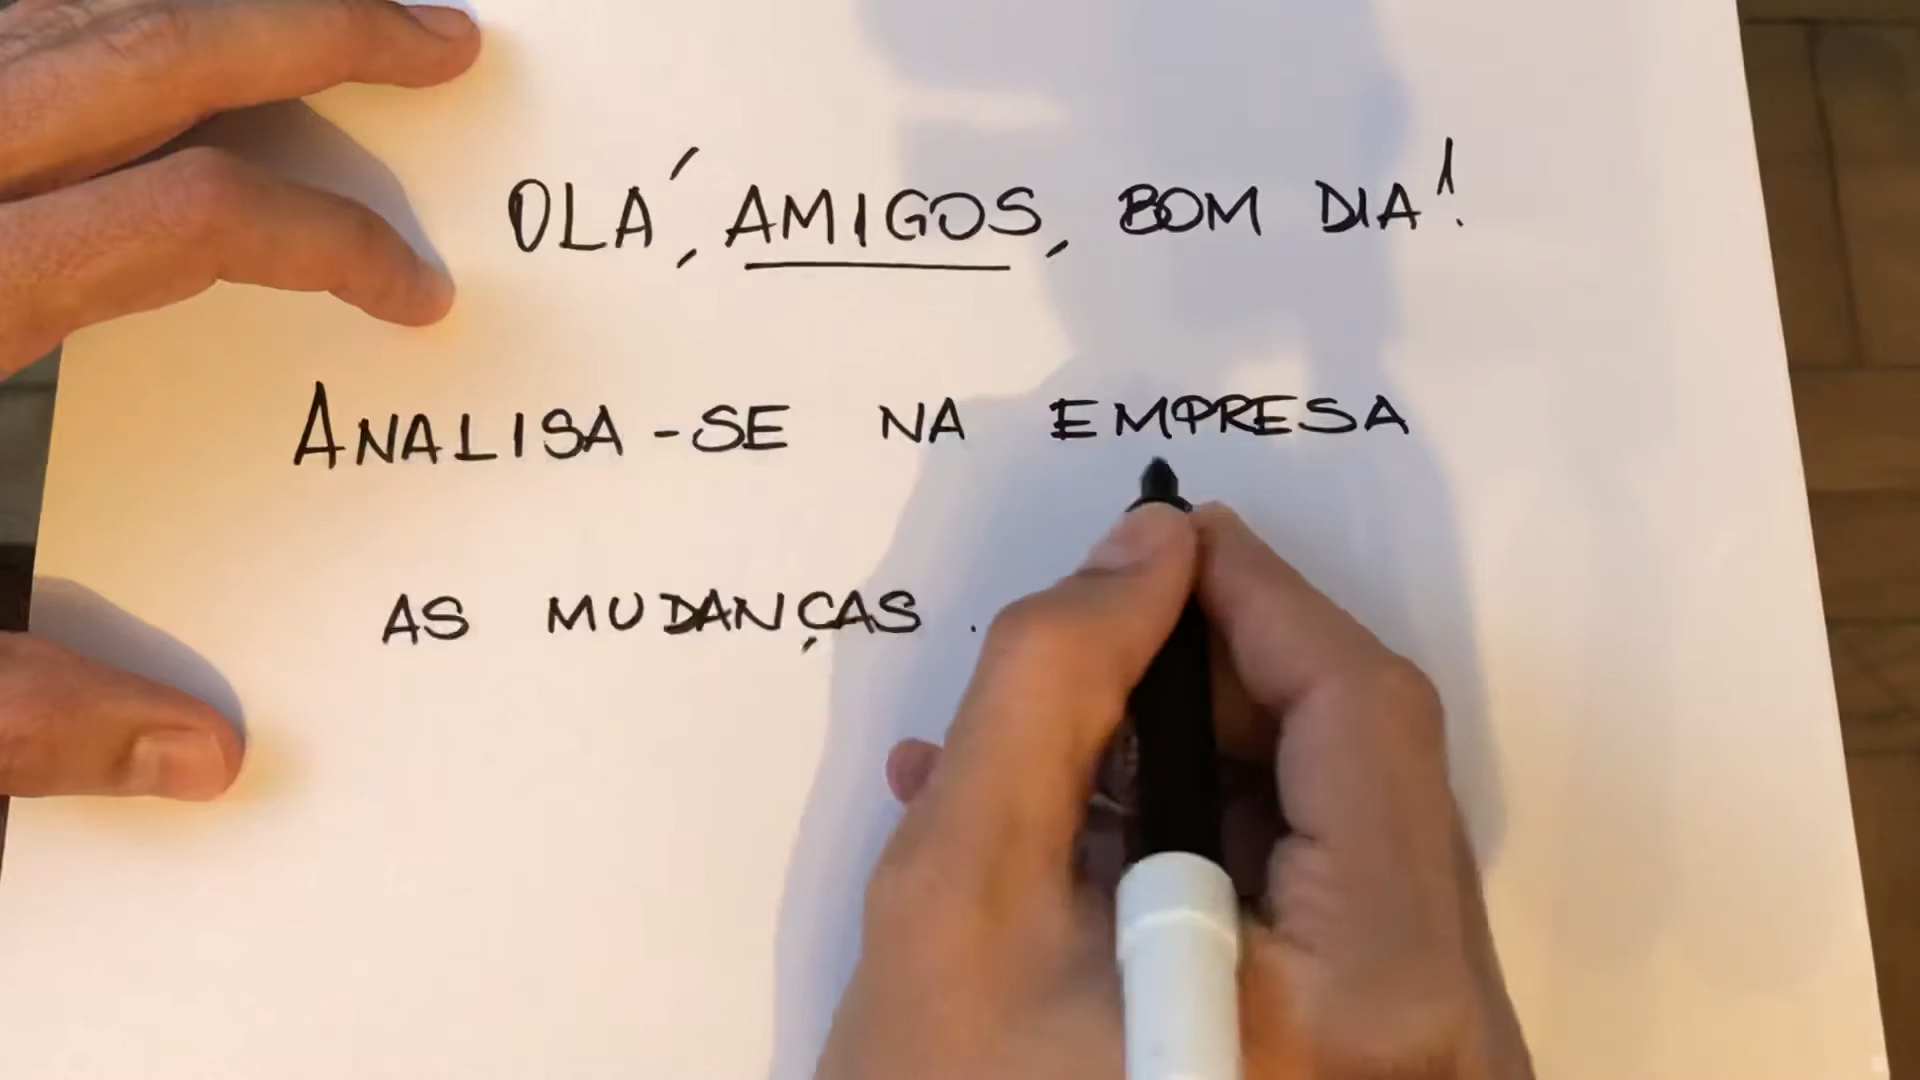 OLÁ, AMIGOS, BOM DIA!
ANALISA-SE NA EMPRESA
AS MUDANÇAS.